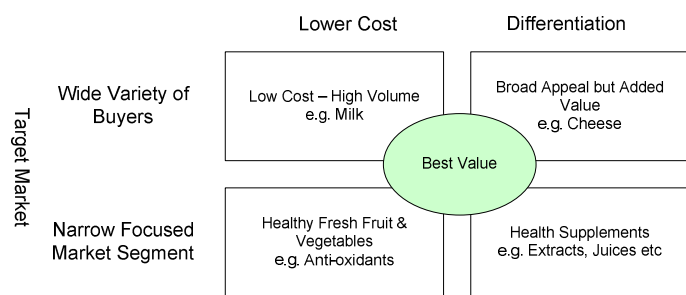 Lower Cost
Differentiation
Target Market
Wide Variety of
Buyers
Low Cost – High Volume
e.g. Milk
Broad Appeal but Added
Value
e.g. Cheese
Best Value
Narrow Focused
Market Segment
Healthy Fresh Fruit &
Vegetables
e.g. Anti-oxidants
Health Supplements
e.g. Extracts, Juices etc